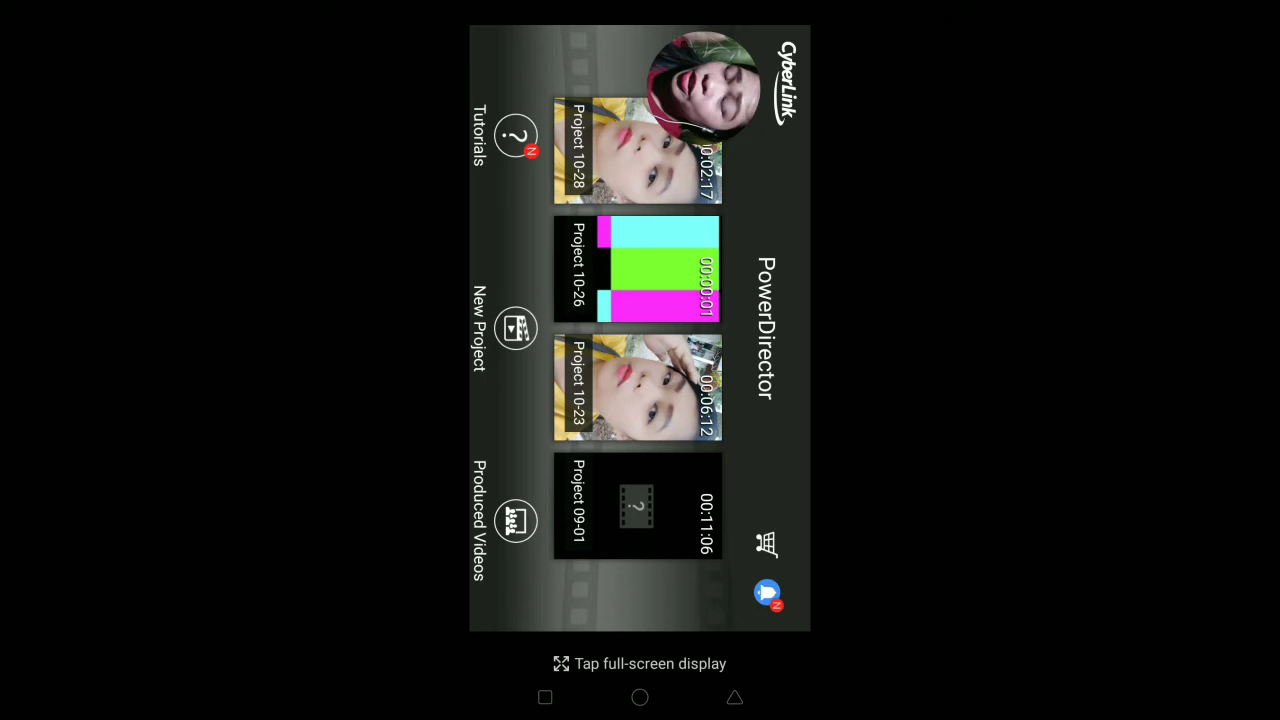 CyberLink
PowerDirector
00:02:17
Project 10-28
00:00:01
Project 10-26
00:06:12
Project 10-23
00:11:06
Project 09-01
N
?
N
Tutorials
New Project
Produced Videos
Tap full-screen display